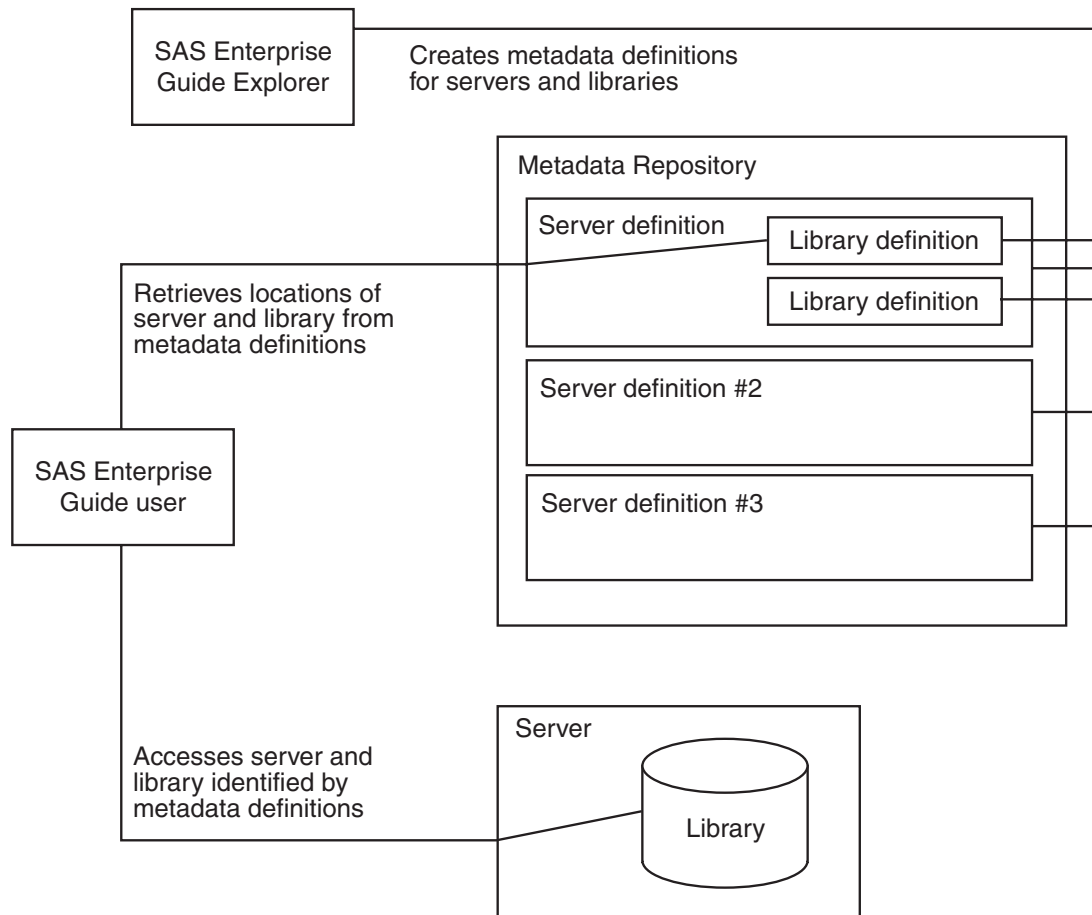 SAS Enterprise
Guide Explorer
Creates metadata definitions
for servers and libraries
Metadata Repository
Server definition
Library definition
Library definition
Retrieves locations of
server and library from
metadata definitions
Server definition #2
SAS Enterprise
Guide user
Server definition #3
Server
Accesses server and
library identified by
metadata definitions
Library